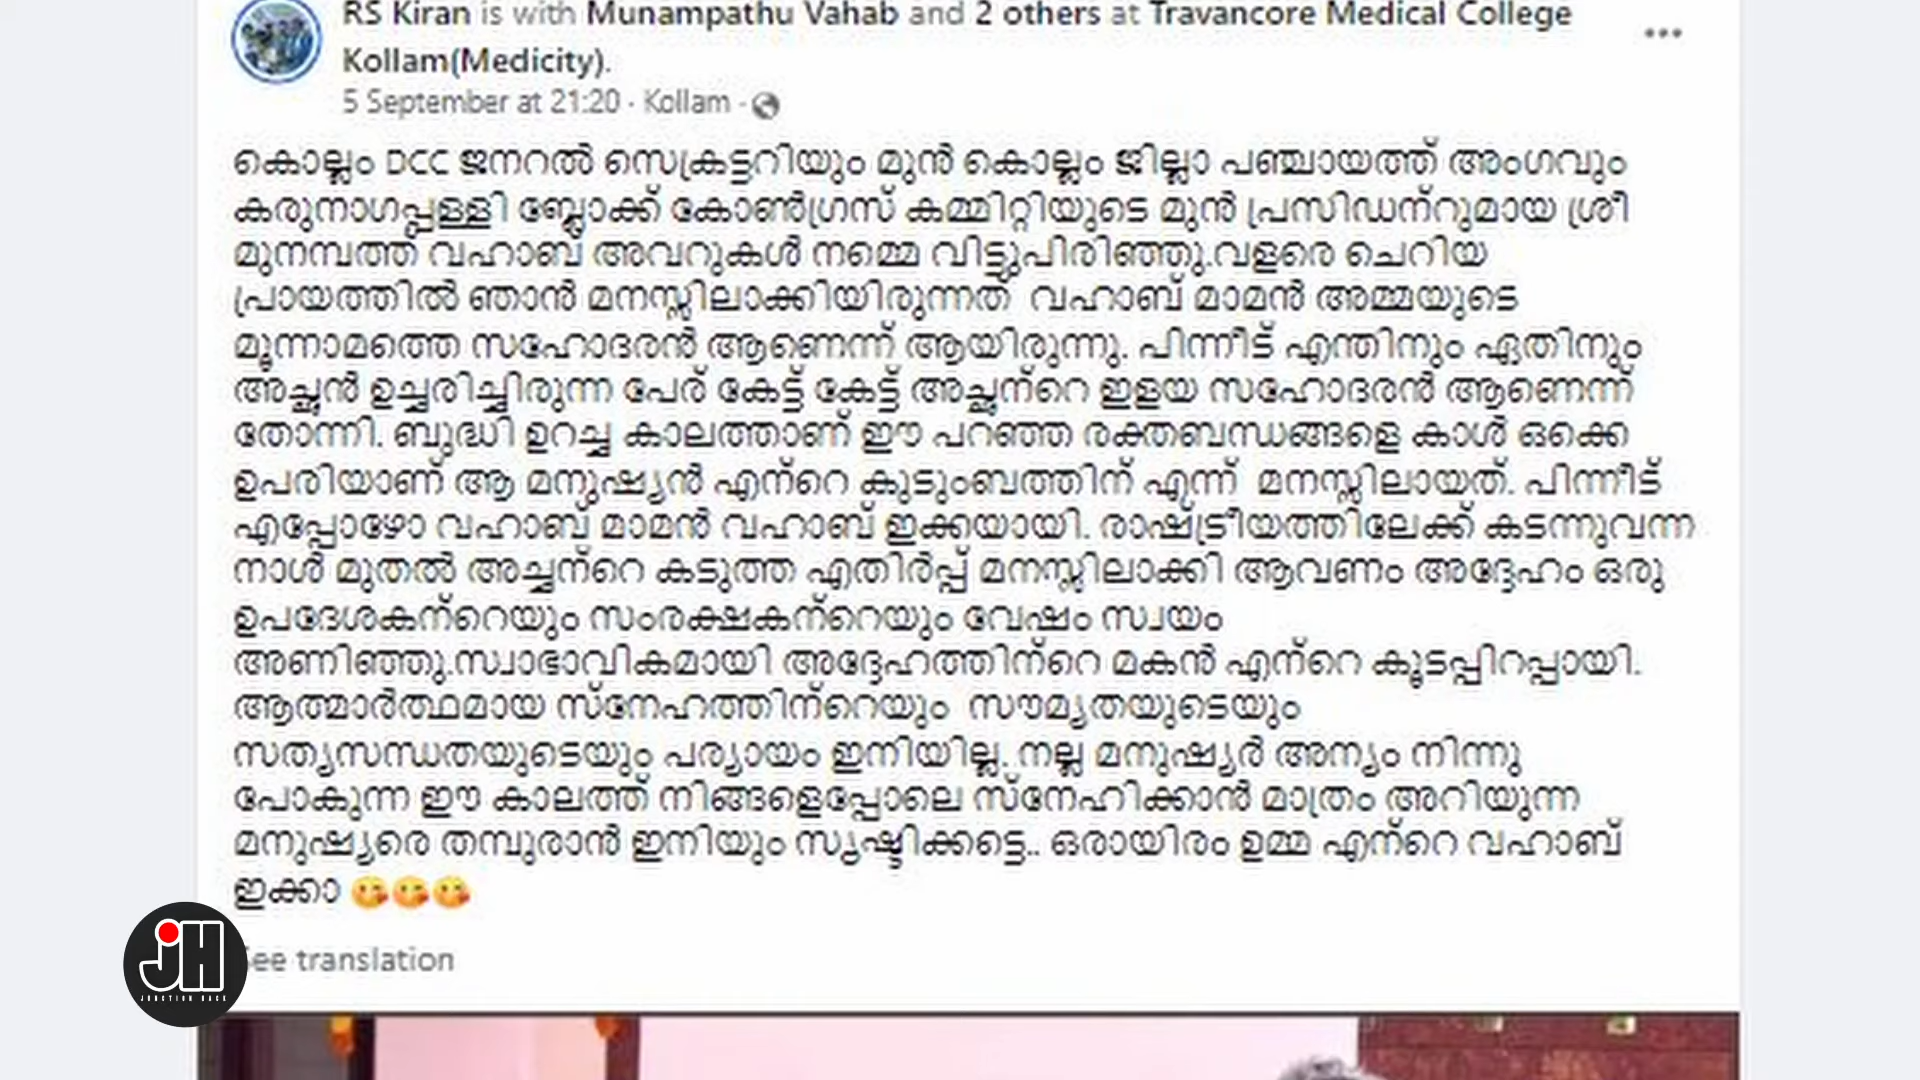 RS Kiran is with Munampathu Vahab and 2 others at Travancore Medical College
Kollam(Medicity).
5 September at 21:20 · Kollam ·
കൊല്ലം DCC ജനറൽ സെക്രട്ടറിയും മുൻ കൊല്ലം ജില്ലാ പഞ്ചായത്ത് അംഗവും
കരുനാഗപ്പള്ളി ബ്ലോക്ക് കോൺഗ്രസ് കമ്മിറ്റിയുടെ മുൻ പ്രസിഡന്റുമായ ശ്രീ
മുനമ്പത്ത് വഹാബ് അവറുകൾ നമ്മെ വിട്ടുപിരിഞ്ഞു.വളരെ ചെറിയ
പ്രായത്തിൽ ഞാൻ മനസ്സിലാക്കിയിരുന്നത് വഹാബ് മാമൻ അമ്മയുടെ
മൂന്നാമത്തെ സഹോദരൻ ആണെന്ന് ആയിരുന്നു. പിന്നീട് എന്തിനും ഏതിനും
അച്ഛൻ ഉച്ചരിച്ചിരുന്ന പേര് കേട്ട് കേട്ട് അച്ഛന്റെ ഇളയ സഹോദരൻ ആണെന്ന്
തോന്നി. ബുദ്ധി ഉറച്ച കാലത്താണ് ഈ പറഞ്ഞ രക്തബന്ധങ്ങളെ കാൾ ഒക്കെ
ഉപരിയാണ് ആ മനുഷ്യൻ എന്റെ കുടുംബത്തിന് എന്ന് മനസ്സിലായത്. പിന്നീട്
എപ്പോഴോ വഹാബ് മാമൻ വഹാബ് ഇക്കയായി. രാഷ്ട്രീയത്തിലേക്ക് കടന്നുവന്ന
നാൾ മുതൽ അച്ഛന്റെ കടുത്ത എതിർപ്പ് മനസ്സിലാക്കി ആവണം അദ്ദേഹം ഒരു
ഉപദേശകന്റെയും സംരക്ഷകന്റെയും വേഷം സ്വയം
അണിഞ്ഞു.സ്വാഭാവികമായി അദ്ദേഹത്തിന്റെ മകൻ എന്റെ കൂടപ്പിറപ്പായി.
ആത്മാർത്ഥമായ സ്നേഹത്തിന്റെയും സൗമ്യതയുടെയും
സത്യസന്ധതയുടെയും പര്യായം ഇനിയില്ല. നല്ല മനുഷ്യർ അന്യം നിന്നു
പോകുന്ന ഈ കാലത്ത് നിങ്ങളെപ്പോലെ സ്നേഹിക്കാൻ മാത്രം അറിയുന്ന
മനുഷ്യരെ തമ്പുരാൻ ഇനിയും സൃഷ്ടിക്കട്ടെ.. ഒരായിരം ഉമ്മ എന്റെ വഹാബ്
ഇക്കാ 😋😋😋
See translation
JH
JUNCTION HACK